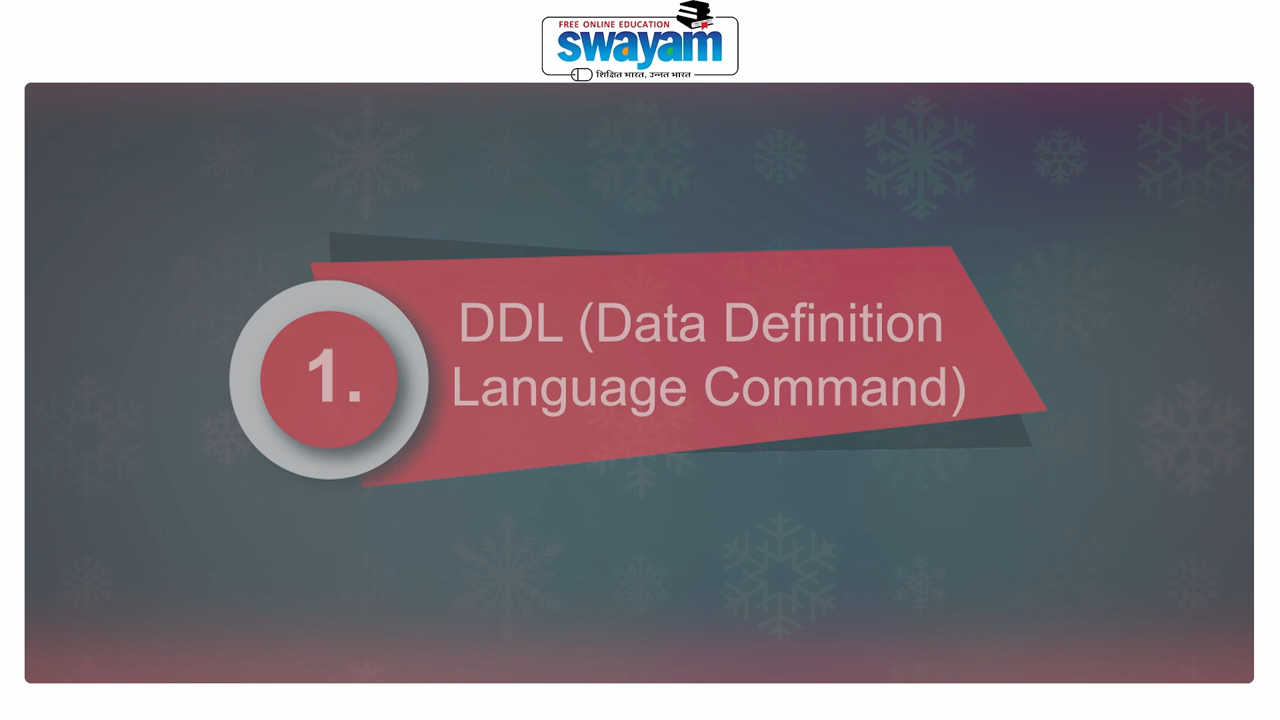 FREE ONLINE EDUCATION
swayam
शिक्षित भारत, उन्नत भारत
1.
DDL (Data Definition
Language Command)